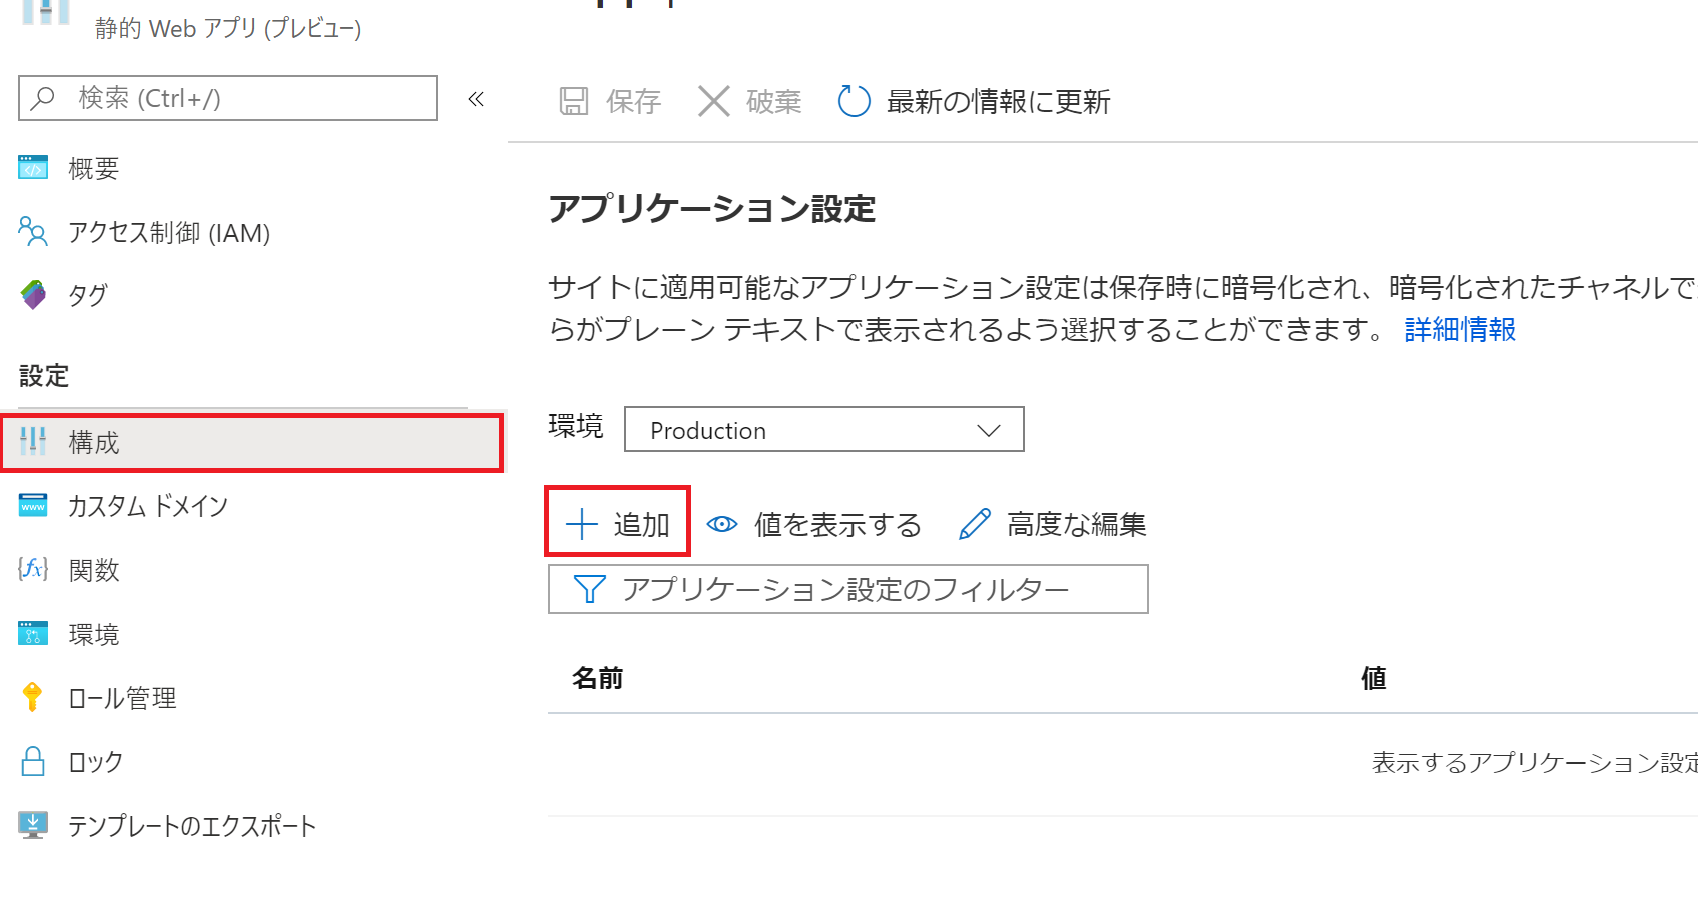 静的 Web アプリ (プレビュー)
検索 (Ctrl+/)
«
概要
アクセス制御 (IAM)
タグ
設定
構成
カスタム ドメイン
関数
環境
ロール管理
ロック
テンプレートのエクスポート
保存 破棄 最新の情報に更新
アプリケーション設定
サイトに適用可能なアプリケーション設定は保存時に暗号化され、暗号化されたチャネルで
らがプレーン テキストで表示されるよう選択することができます。 詳細情報
環境 Production
追加 値を表示する 高度な編集
アプリケーション設定のフィルター
名前 値
表示するアプリケーション設定